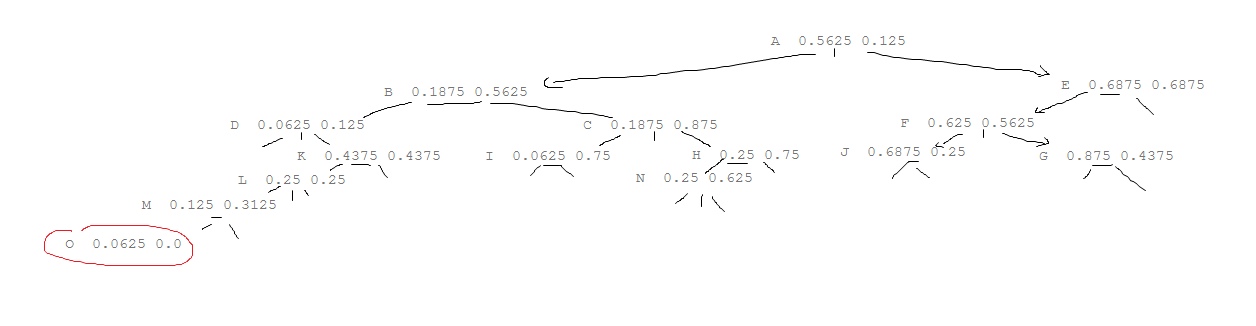 A 0.5625 0.125
B 0.1875 0.5625
E 0.6875 0.6875
D 0.0625 0.125
C 0.1875 0.875
F 0.625 0.5625
K 0.4375 0.4375
I 0.0625 0.75
H 0.25 0.75
J 0.6875 0.25
G 0.875 0.4375
L 0.25 0.25
N 0.25 0.625
M 0.125 0.3125
O 0.0625 0.0